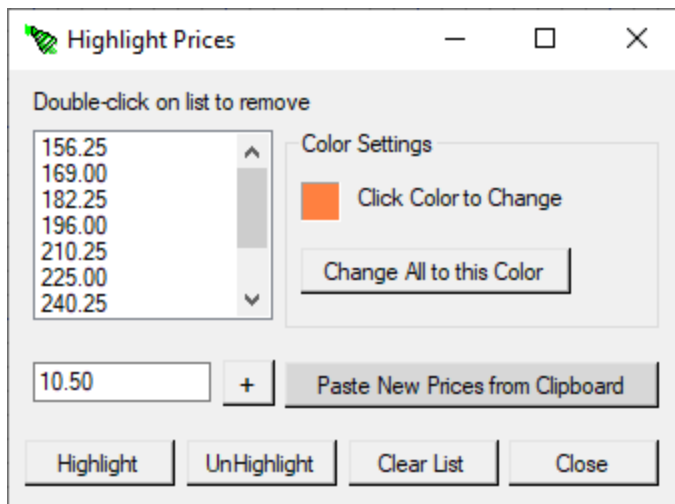 Highlight Prices
Double-click on list to remove
156.25
169.00
182.25
196.00
210.25
225.00
240.25
Color Settings
Click Color to Change
Change All to this Color
10.50
+
Paste New Prices from Clipboard
Highlight
UnHighlight
Clear List
Close